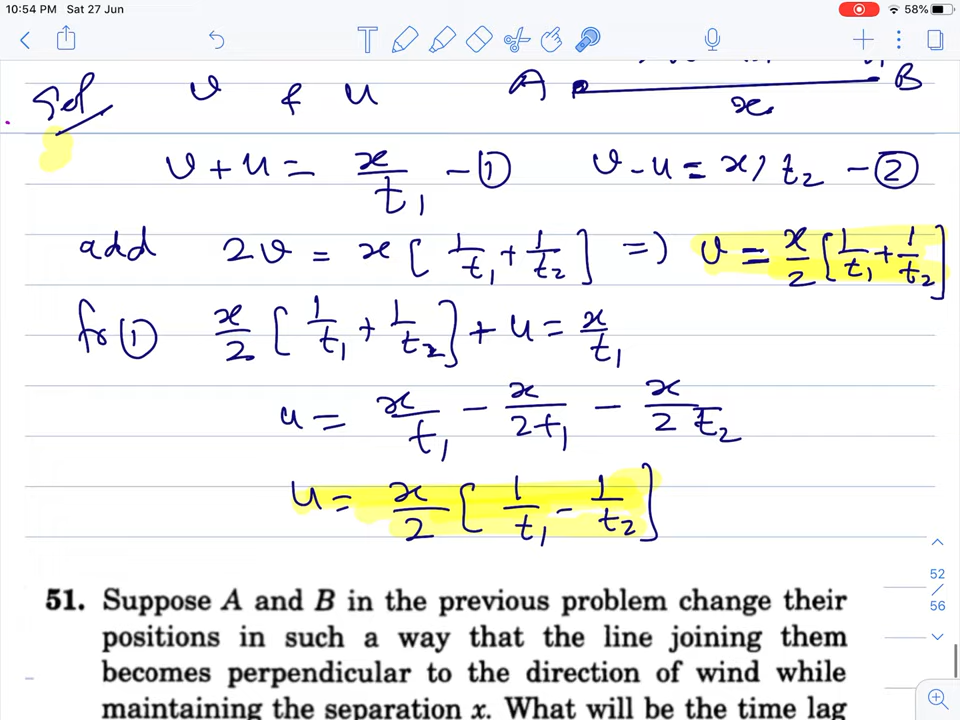 10:54 PM Sat 27 Jun 58%
Sol v & u A B
x
v + u = x/t₁ - ① v - u = x/t₂ - ②
add 2v = x[1/t₁ + 1/t₂] => v = x/2 [1/t₁ + 1/t₂]
fr ① x/2 [1/t₁ + 1/t₂] + u = x/t₁
u = x/t₁ - x/2t₁ - x/2t₂
u = x/2 [1/t₁ - 1/t₂]
52
/
56
51. Suppose A and B in the previous problem change their
positions in such a way that the line joining them
becomes perpendicular to the direction of wind while
maintaining the separation x. What will be the time lag